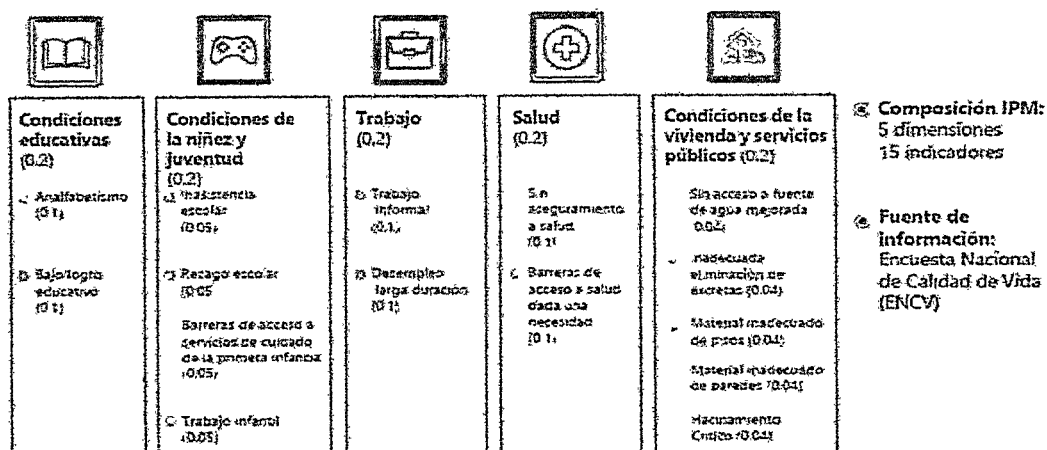 Condiciones
educativas
(0.2)
Analfabetismo
(0.1)
Bajo logro
educativo
(0.1)
Condiciones de
la niñez y
juventud
(0.2)
Inasistencia
escolar
(0.05)
Rezago escolar
(0.05
Barreras de acceso a
servicios de cuidado
de la primera infancia
(0.05)
Trabajo infantil
(0.05)
Trabajo
(0.2)
Trabajo
informal
(0.1)
Desempleo
larga duración
(0.1)
Salud
(0.2)
Sin
aseguramiento
a salud
(0.1)
Barreras de
acceso a salud
dada una
necesidad
(0.1)
Condiciones de la
vivienda y servicios
públicos (0.2)
Sin acceso a fuente
de agua mejorada
(0.04)
Inadecuada
eliminación de
excretas (0.04)
Material inadecuado
de pisos (0.04)
Material inadecuado
de paredes (0.04)
Hacinamiento
Crítico (0.04)
Composición IPM:
5 dimensiones
15 indicadores
Fuente de
información:
Encuesta Nacional
de Calidad de Vida
(ENCV)